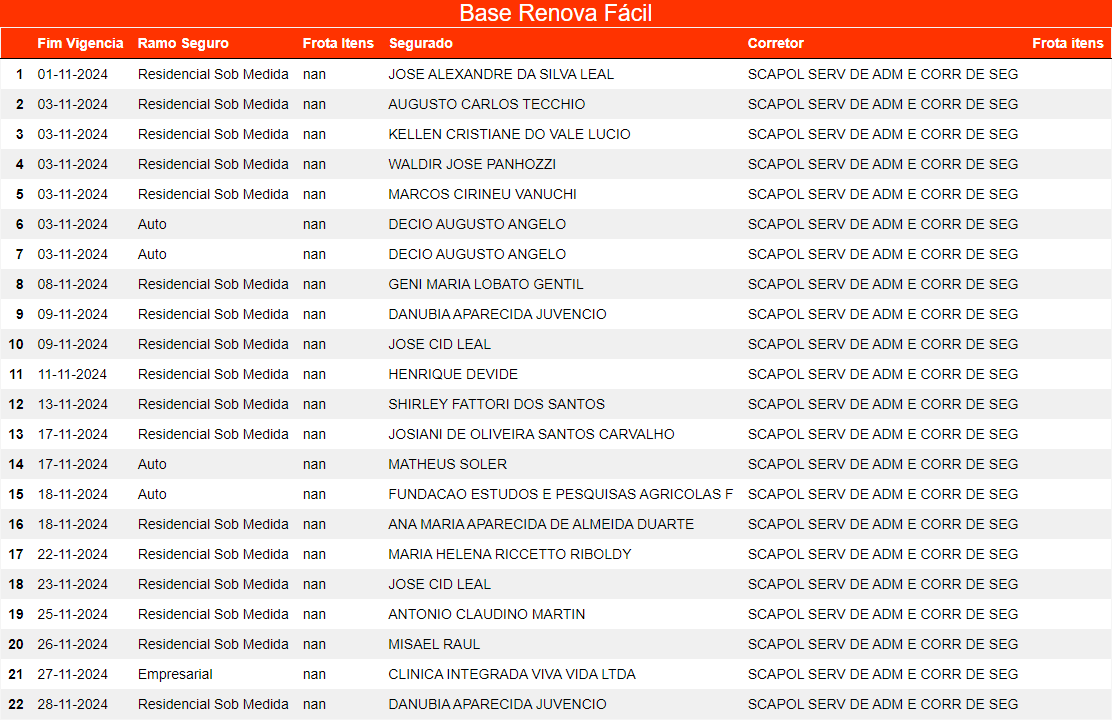 Base Renova Fácil
Fim Vigencia Ramo Seguro Frota Itens Segurado Corretor Frota itens
1 01-11-2024 Residencial Sob Medida nan JOSE ALEXANDRE DA SILVA LEAL SCAPOL SERV DE ADM E CORR DE SEG
2 03-11-2024 Residencial Sob Medida nan AUGUSTO CARLOS TECCHIO SCAPOL SERV DE ADM E CORR DE SEG
3 03-11-2024 Residencial Sob Medida nan KELLEN CRISTIANE DO VALE LUCIO SCAPOL SERV DE ADM E CORR DE SEG
4 03-11-2024 Residencial Sob Medida nan WALDIR JOSE PANHOZZI SCAPOL SERV DE ADM E CORR DE SEG
5 03-11-2024 Residencial Sob Medida nan MARCOS CIRINEU VANUCHI SCAPOL SERV DE ADM E CORR DE SEG
6 03-11-2024 Auto nan DECIO AUGUSTO ANGELO SCAPOL SERV DE ADM E CORR DE SEG
7 03-11-2024 Auto nan DECIO AUGUSTO ANGELO SCAPOL SERV DE ADM E CORR DE SEG
8 08-11-2024 Residencial Sob Medida nan GENI MARIA LOBATO GENTIL SCAPOL SERV DE ADM E CORR DE SEG
9 09-11-2024 Residencial Sob Medida nan DANUBIA APARECIDA JUVENCIO SCAPOL SERV DE ADM E CORR DE SEG
10 09-11-2024 Residencial Sob Medida nan JOSE CID LEAL SCAPOL SERV DE ADM E CORR DE SEG
11 11-11-2024 Residencial Sob Medida nan HENRIQUE DEVIDE SCAPOL SERV DE ADM E CORR DE SEG
12 13-11-2024 Residencial Sob Medida nan SHIRLEY FATTORI DOS SANTOS SCAPOL SERV DE ADM E CORR DE SEG
13 17-11-2024 Residencial Sob Medida nan JOSIANI DE OLIVEIRA SANTOS CARVALHO SCAPOL SERV DE ADM E CORR DE SEG
14 17-11-2024 Auto nan MATHEUS SOLER SCAPOL SERV DE ADM E CORR DE SEG
15 18-11-2024 Auto nan FUNDACAO ESTUDOS E PESQUISAS AGRICOLAS F SCAPOL SERV DE ADM E CORR DE SEG
16 18-11-2024 Residencial Sob Medida nan ANA MARIA APARECIDA DE ALMEIDA DUARTE SCAPOL SERV DE ADM E CORR DE SEG
17 22-11-2024 Residencial Sob Medida nan MARIA HELENA RICCETTO RIBOLDY SCAPOL SERV DE ADM E CORR DE SEG
18 23-11-2024 Residencial Sob Medida nan JOSE CID LEAL SCAPOL SERV DE ADM E CORR DE SEG
19 25-11-2024 Residencial Sob Medida nan ANTONIO CLAUDINO MARTIN SCAPOL SERV DE ADM E CORR DE SEG
20 26-11-2024 Residencial Sob Medida nan MISAEL RAUL SCAPOL SERV DE ADM E CORR DE SEG
21 27-11-2024 Empresarial nan CLINICA INTEGRADA VIVA VIDA LTDA SCAPOL SERV DE ADM E CORR DE SEG
22 28-11-2024 Residencial Sob Medida nan DANUBIA APARECIDA JUVENCIO SCAPOL SERV DE ADM E CORR DE SEG